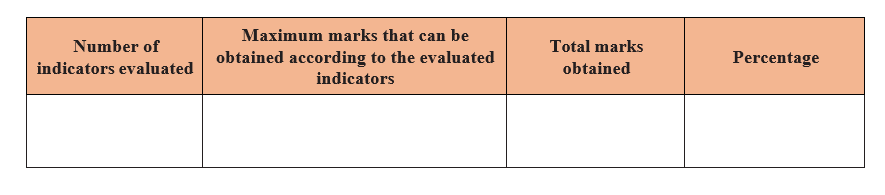 Number of
indicators evaluated
Maximum marks that can be
obtained according to the evaluated
indicators
Total marks
obtained
Percentage